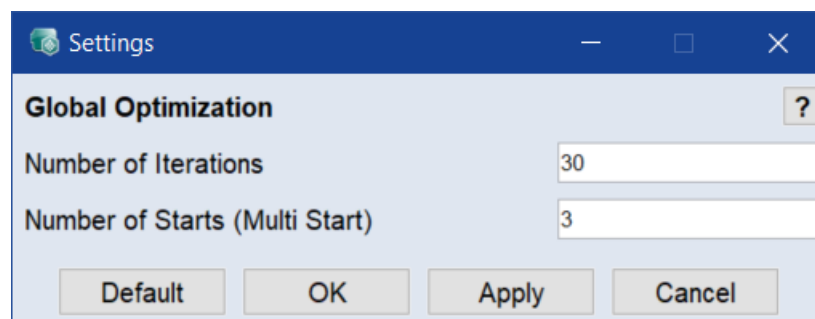 Settings
Global Optimization ?
Number of Iterations 30
Number of Starts (Multi Start) 3
Default OK Apply Cancel